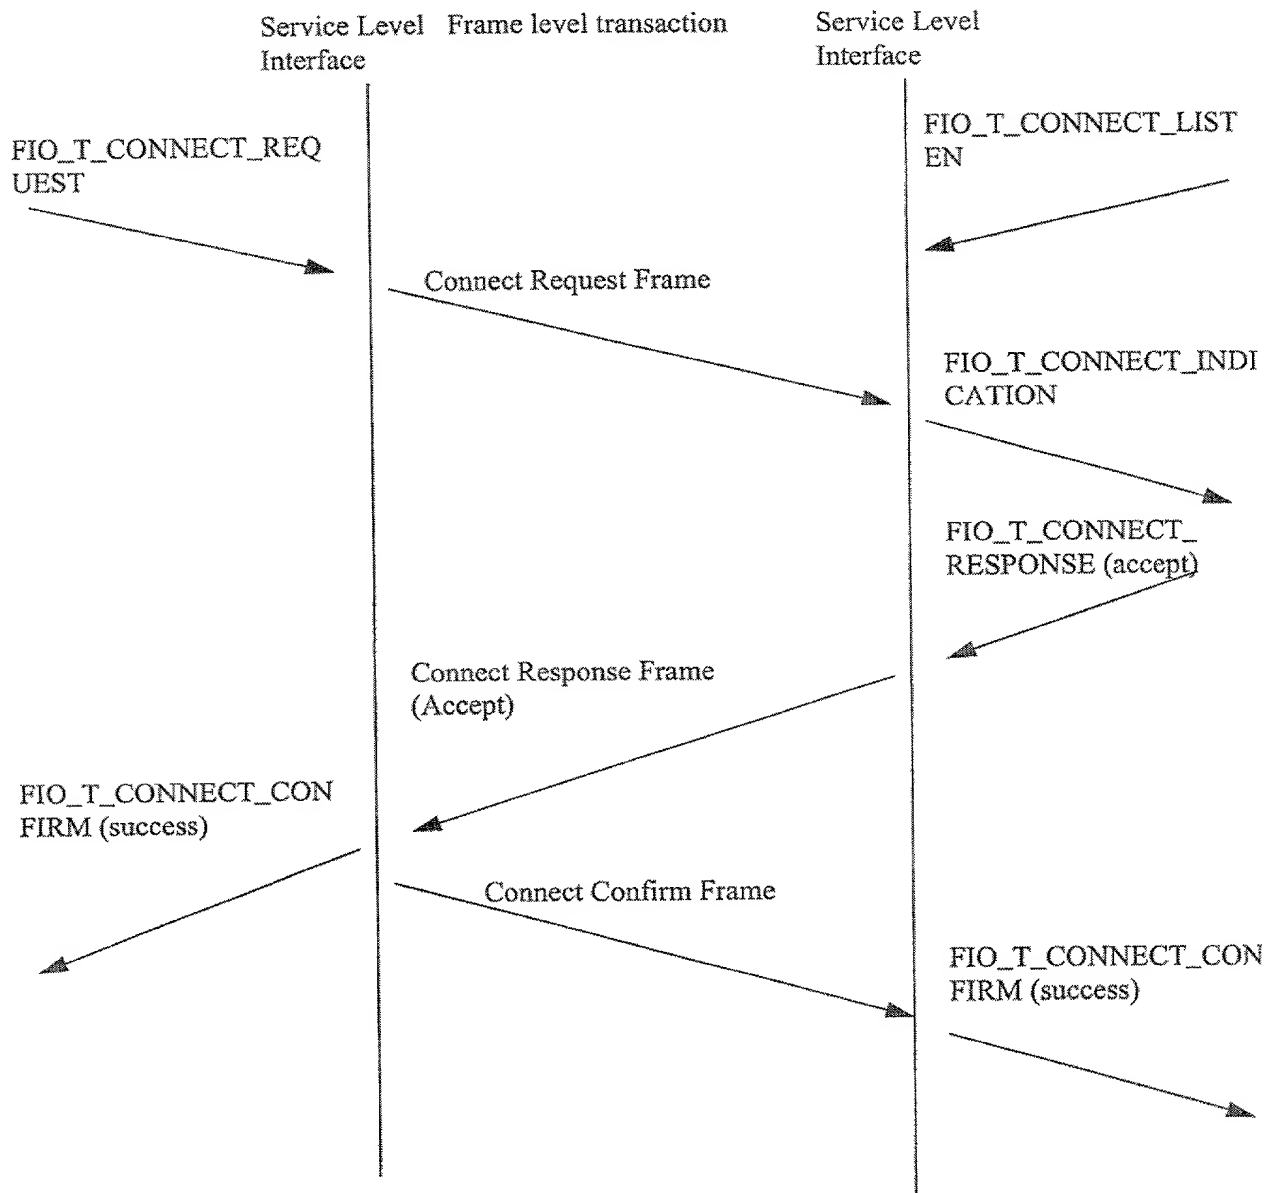 Service Level
Interface
Frame level transaction
Service Level
Interface
FIO_T_CONNECT_LIST
EN
FIO_T_CONNECT_REQ
UEST
Connect Request Frame
FIO_T_CONNECT_INDI
CATION
FIO_T_CONNECT_
RESPONSE (accept)
Connect Response Frame
(Accept)
FIO_T_CONNECT_CON
FIRM (success)
Connect Confirm Frame
FIO_T_CONNECT_CON
FIRM (success)